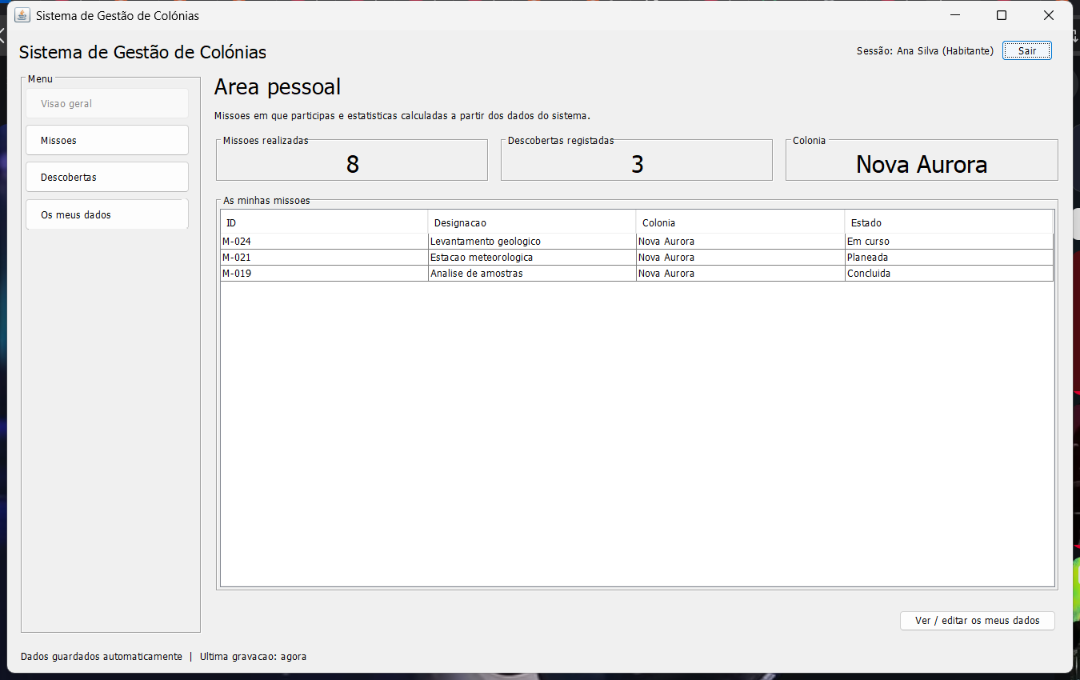 Sistema de Gestão de Colónias
Sistema de Gestão de Colónias
Sessão: Ana Silva (Habitante) Sair
Menu
Visao geral
Missoes
Descobertas
Os meus dados
Area pessoal
Missoes em que participas e estatisticas calculadas a partir dos dados do sistema.
Missoes realizadas
8
Descobertas registadas
3
Colonia
Nova Aurora
As minhas missoes
ID Designacao Colonia Estado
M-024 Levantamento geologico Nova Aurora Em curso
M-021 Estacao meteorologica Nova Aurora Planeada
M-019 Analise de amostras Nova Aurora Concluida
Ver / editar os meus dados
Dados guardados automaticamente | Ultima gravacao: agora